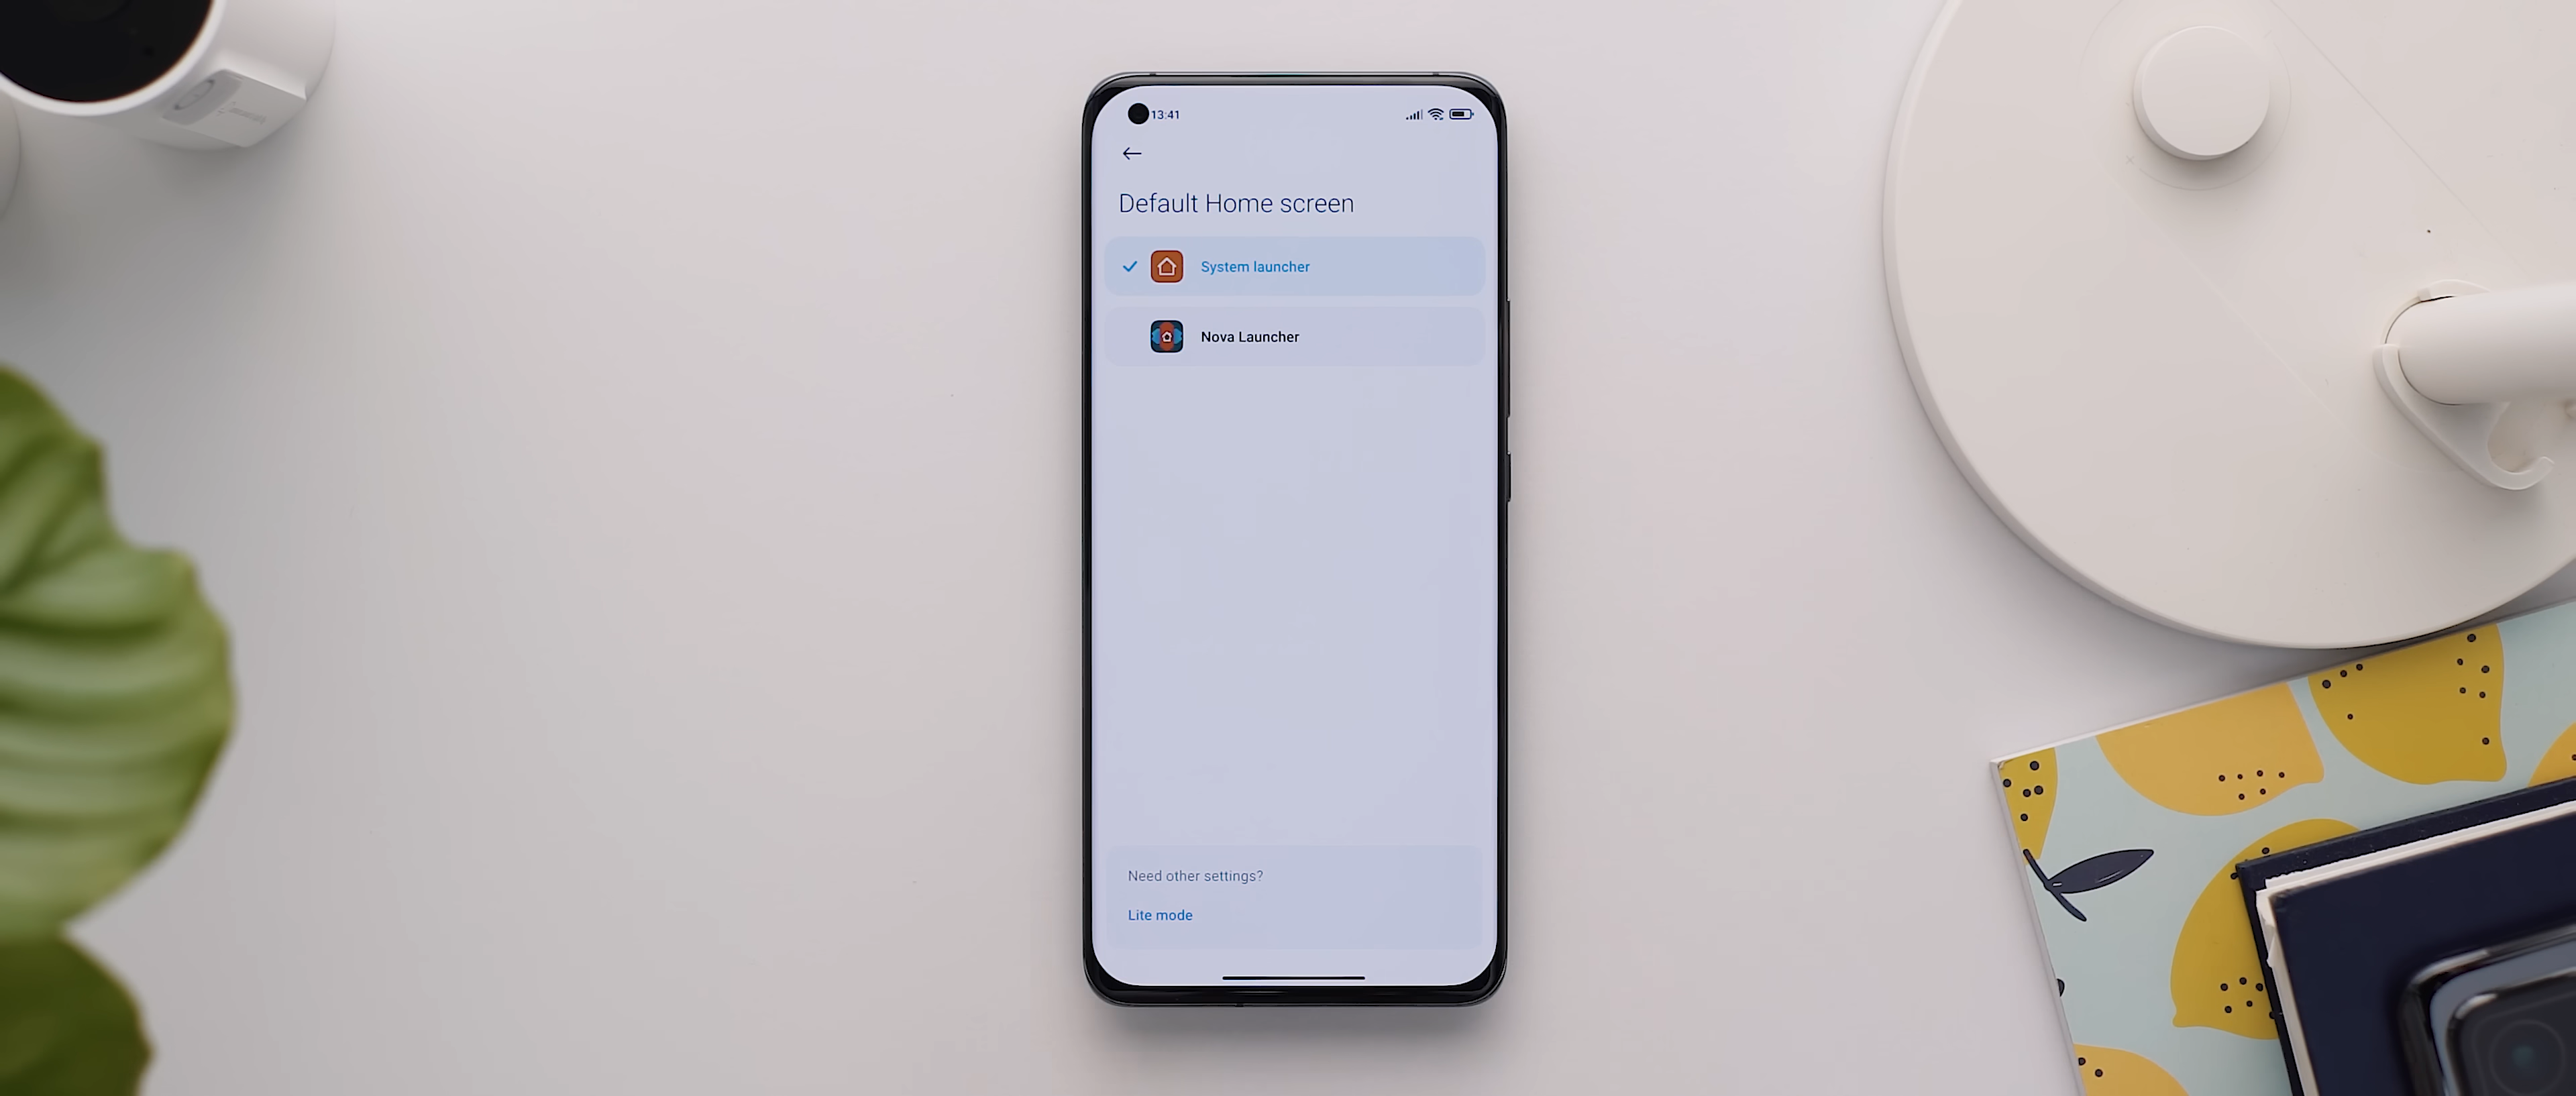 13:41
Default Home screen
System launcher
Nova Launcher
Need other settings?
Lite mode